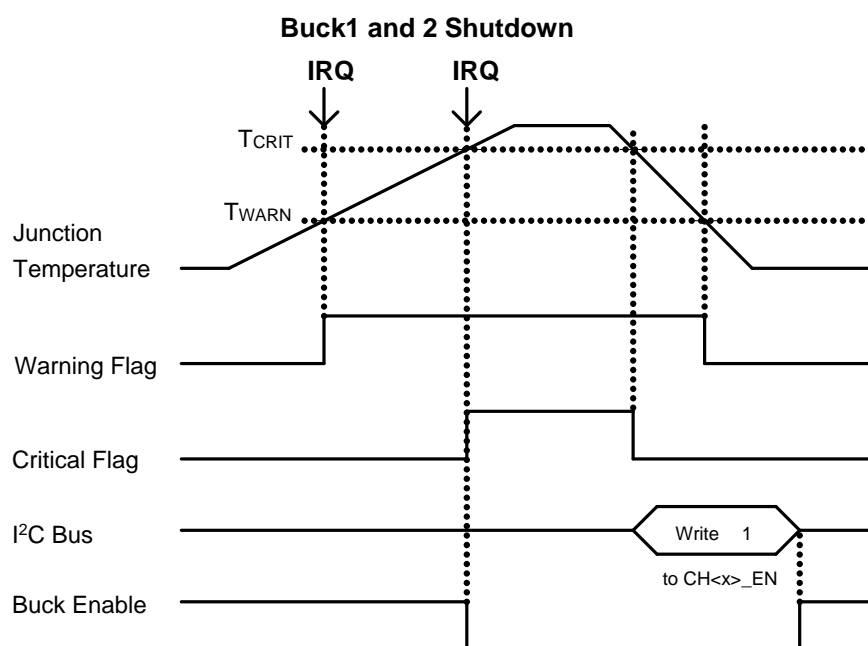 Buck1 and 2 Shutdown
IRQ IRQ
TCRIT
TWARN
Junction
Temperature
Warning Flag
Critical Flag
I²C Bus
Write 1
to CH<x>_EN
Buck Enable